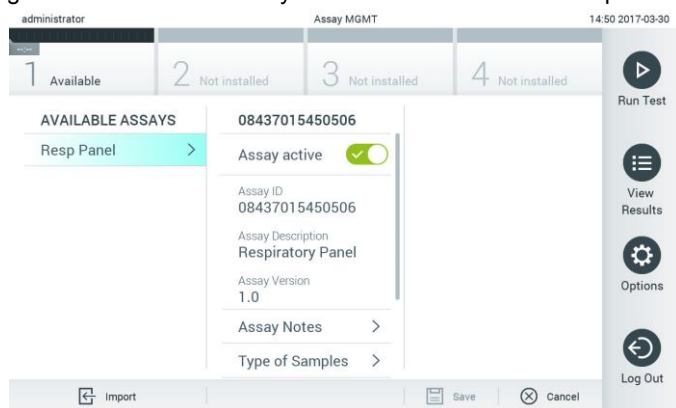 administrator Assay MGMT 14:50 2017-03-30
1 Available 2 Not installed 3 Not installed 4 Not installed
Run Test
AVAILABLE ASSAYS
Resp Panel
08437015450506
Assay active
Assay ID
08437015450506
Assay Description
Respiratory Panel
Assay Version
1.0
Assay Notes
Type of Samples
View
Results
Options
Log Out
Import Save Cancel